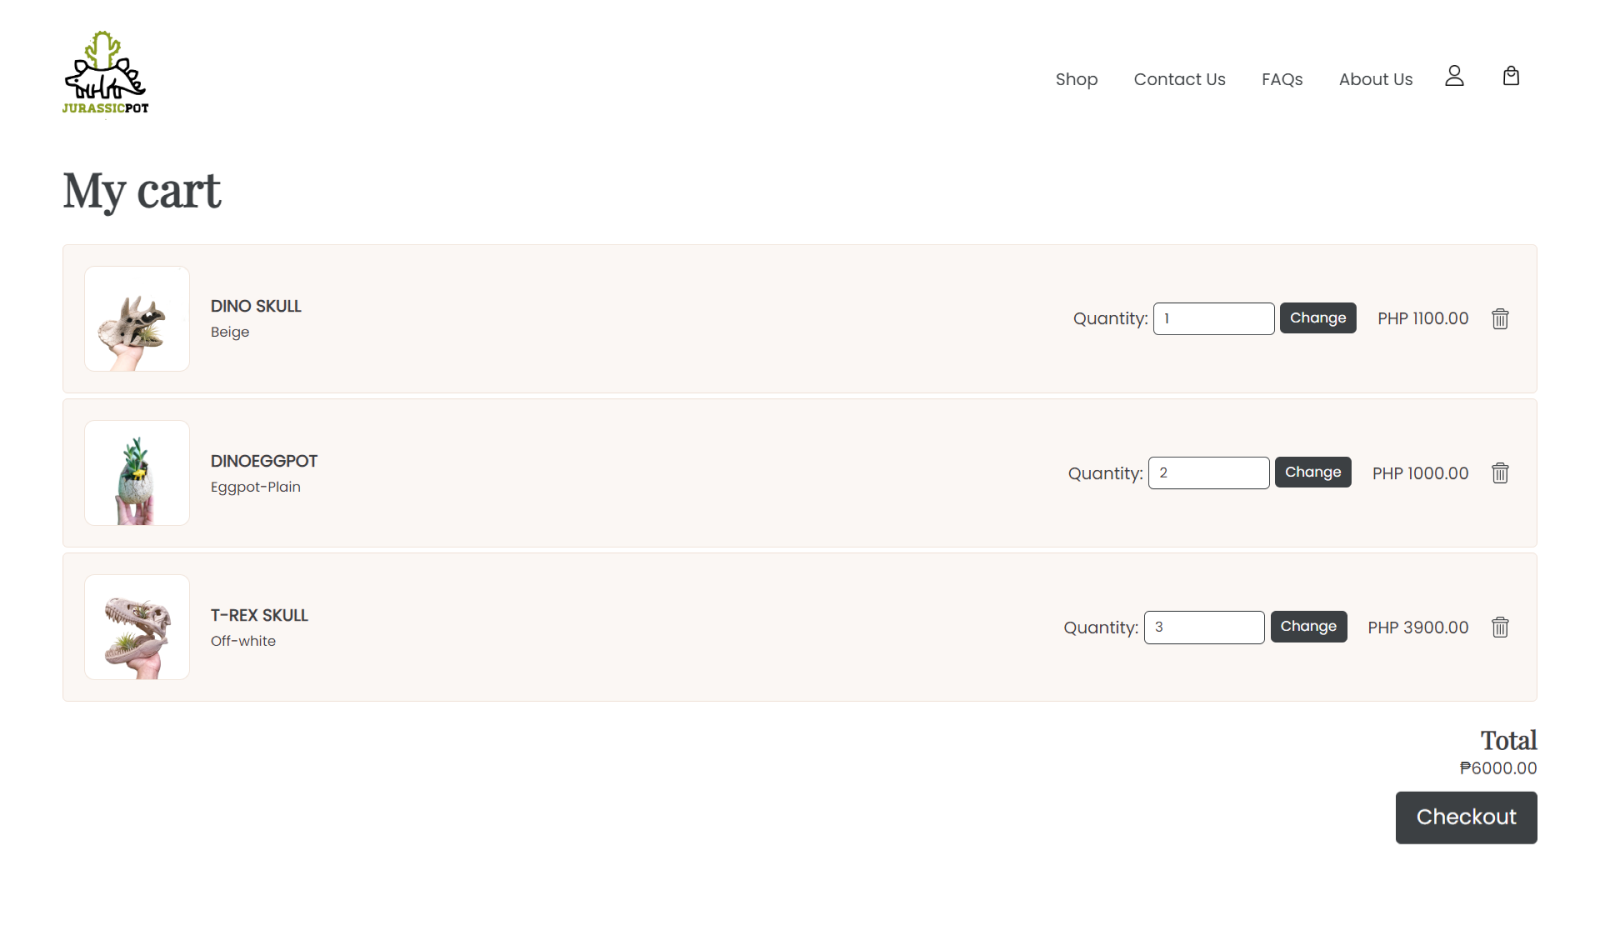 JURASSICPOT
Shop Contact Us FAQs About Us
My cart
DINO SKULL
Beige
Quantity: 1 Change PHP 1100.00
DINOEGGPOT
Eggpot-Plain
Quantity: 2 Change PHP 1000.00
T-REX SKULL
Off-white
Quantity: 3 Change PHP 3900.00
Total
₱6000.00
Checkout